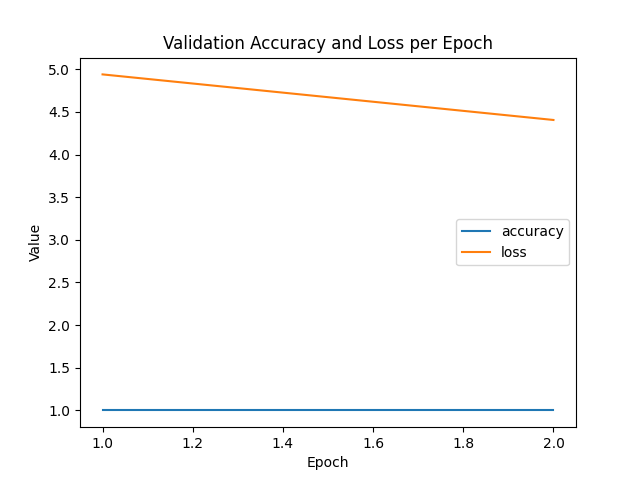 Validation Accuracy and Loss per Epoch
5.0
4.5
4.0
3.5
3.0
2.5
2.0
1.5
1.0
Value
accuracy
loss
1.0 1.2 1.4 1.6 1.8 2.0
Epoch